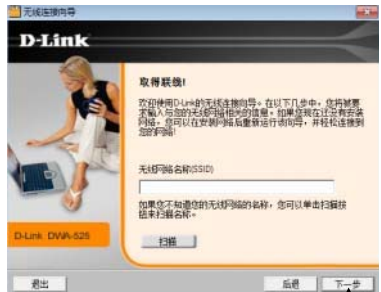 无线连接向导
D-Link
取得联线!
欢迎使用D-Link的无线连接向导。在以下几步中，您将被要
求输入与您的无线网络相关的信息。如果您现在还没有安装
网络，您可以在安装网络后重新运行该向导，并轻松连接到
您的网络!
无线网络名称(SSID)
如果您不知道您的无线网络的名称，您可以单击扫描按
钮来扫描名称。
D-Link DWA-525
扫描
退出
后退
下一步